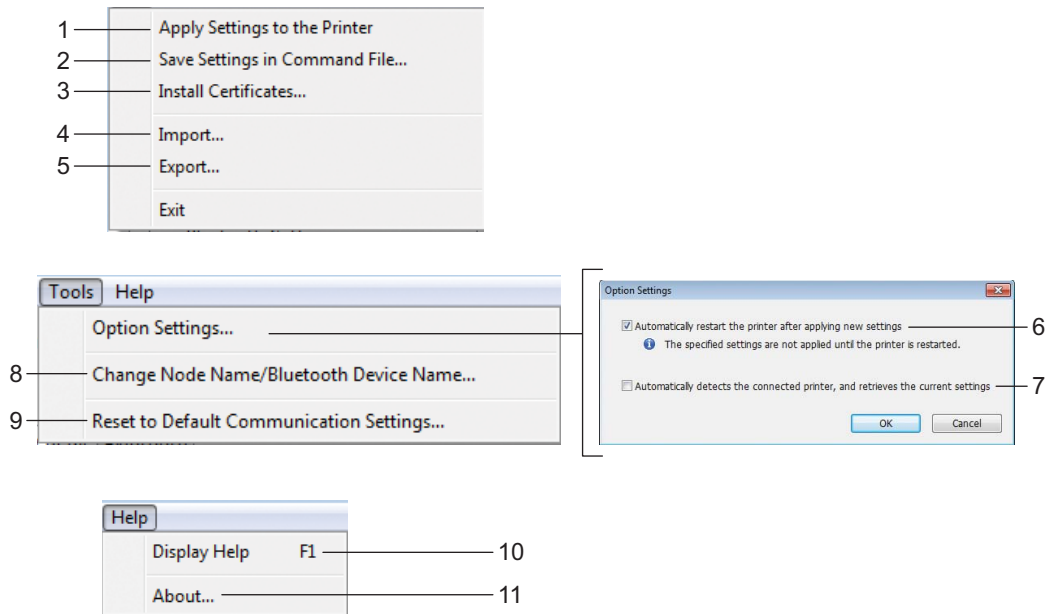 1 Apply Settings to the Printer
2 Save Settings in Command File...
3 Install Certificates...
4 Import...
5 Export...
Exit
Tools Help
Option Settings...
8 Change Node Name/Bluetooth Device Name...
9 Reset to Default Communication Settings...
Option Settings
Automatically restart the printer after applying new settings 6
The specified settings are not applied until the printer is restarted.
Automatically detects the connected printer, and retrieves the current settings 7
OK Cancel
Help
Display Help F1 10
About... 11